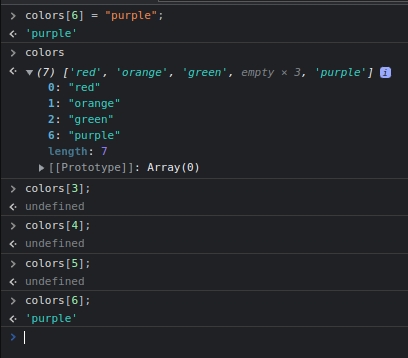 colors[6] = "purple";
'purple'
colors
(7) ['red', 'orange', 'green', empty × 3, 'purple'] i
0: "red"
1: "orange"
2: "green"
6: "purple"
length: 7
[[Prototype]]: Array(0)
colors[3];
undefined
colors[4];
undefined
colors[5];
undefined
colors[6];
'purple'